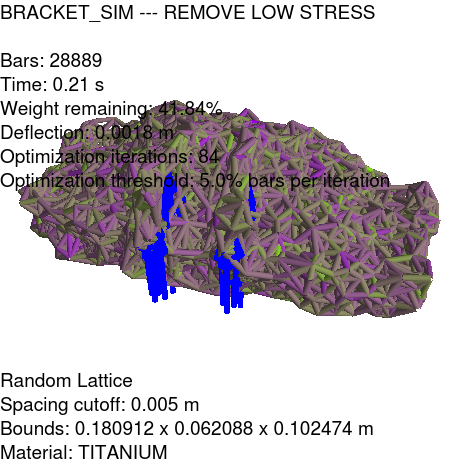 BRACKET_SIM --- REMOVE LOW STRESS
Bars: 28889
Time: 0.21 s
Weight remaining: 41.84%
Deflection: 0.0018 m
Optimization iterations: 84
Optimization threshold: 5.0% bars per iteration
Random Lattice
Spacing cutoff: 0.005 m
Bounds: 0.180912 x 0.062088 x 0.102474 m
Material: TITANIUM